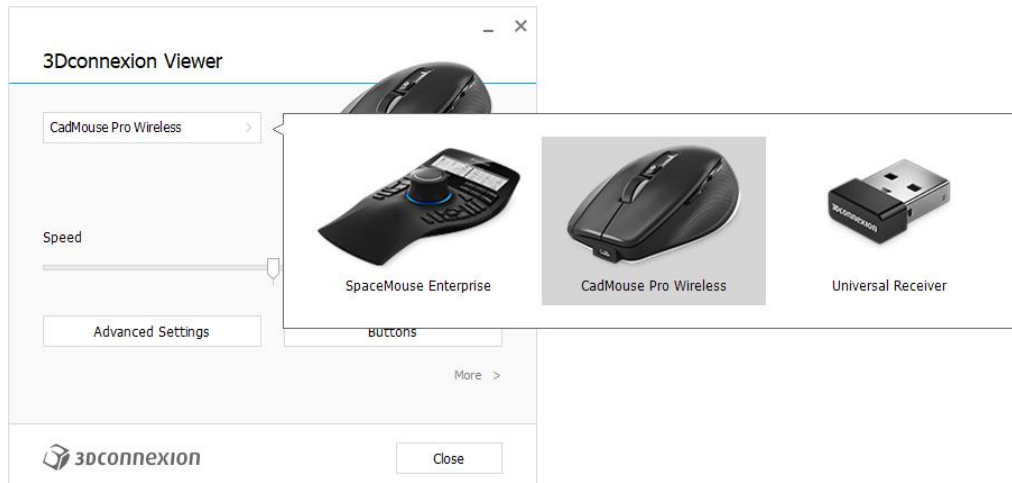 3Dconnexion Viewer
CadMouse Pro Wireless >
Speed
SpaceMouse Enterprise
CadMouse Pro Wireless
3Dconnexion
Universal Receiver
Advanced Settings
Buttons
More >
3Dconnexion
Close